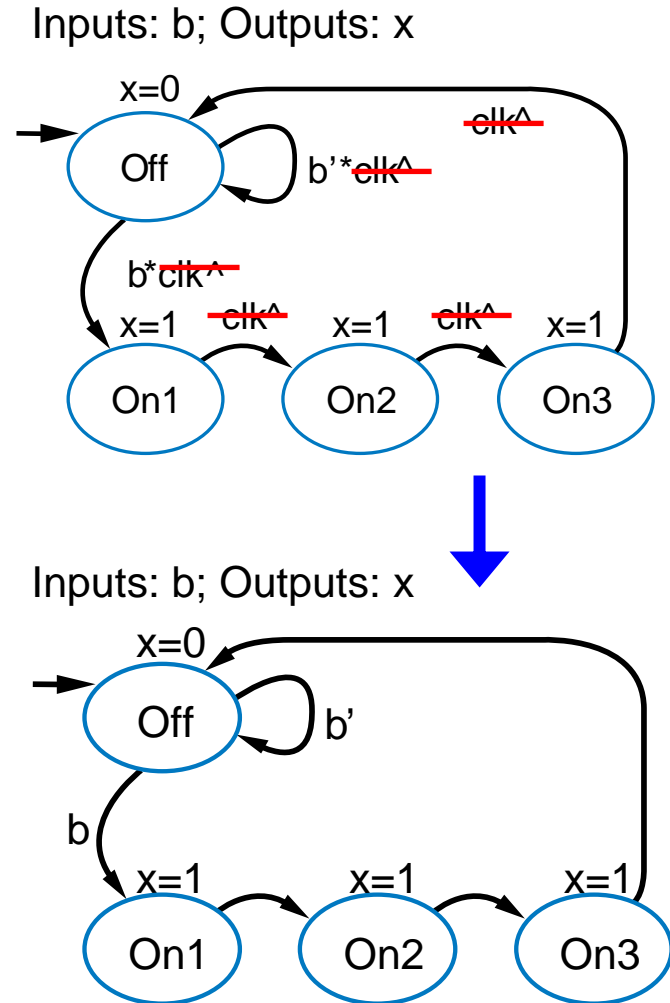 Inputs: b; Outputs: x
x=0
clk^
Off
b’*clk^
b*clk^
x=1 clk^ x=1 clk^ x=1
On1 On2 On3
Inputs: b; Outputs: x
x=0
Off
b’
b
x=1 x=1 x=1
On1 On2 On3